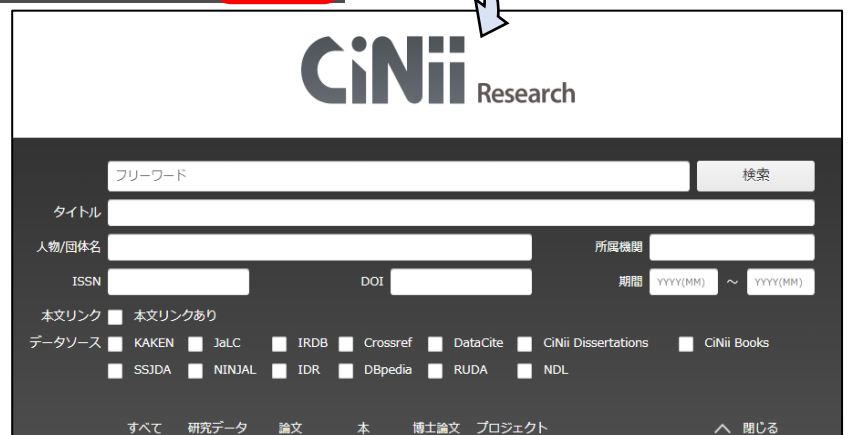 CiNii Research
フリーワード 検索
タイトル
人物/団体名 所属機関
ISSN DOI 期間 YYYY(MM) ～ YYYY(MM)
本文リンク 本文リンクあり
データソース KAKEN JaLC IRDB Crossref DataCite CiNii Dissertations CiNii Books
SSJDA NINJAL IDR DBpedia RUDA NDL
すべて 研究データ 論文 本 博士論文 プロジェクト 閉じる